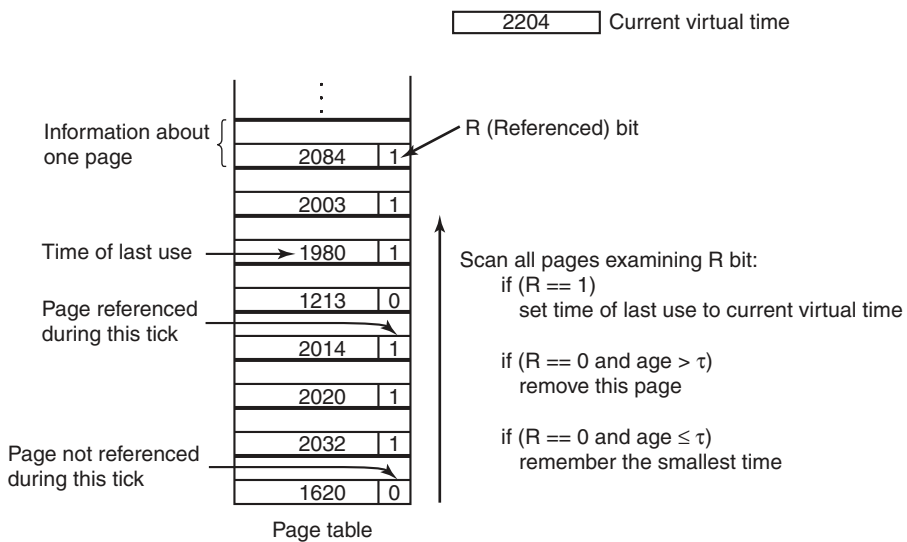 2204 Current virtual time
Information about
one page
R (Referenced) bit
2084 1
2003 1
Time of last use
1980 1
1213 0
Page referenced
during this tick
2014 1
2020 1
2032 1
Page not referenced
during this tick
1620 0
Page table
Scan all pages examining R bit:
if (R == 1)
set time of last use to current virtual time
if (R == 0 and age > τ)
remove this page
if (R == 0 and age ≤ τ)
remember the smallest time